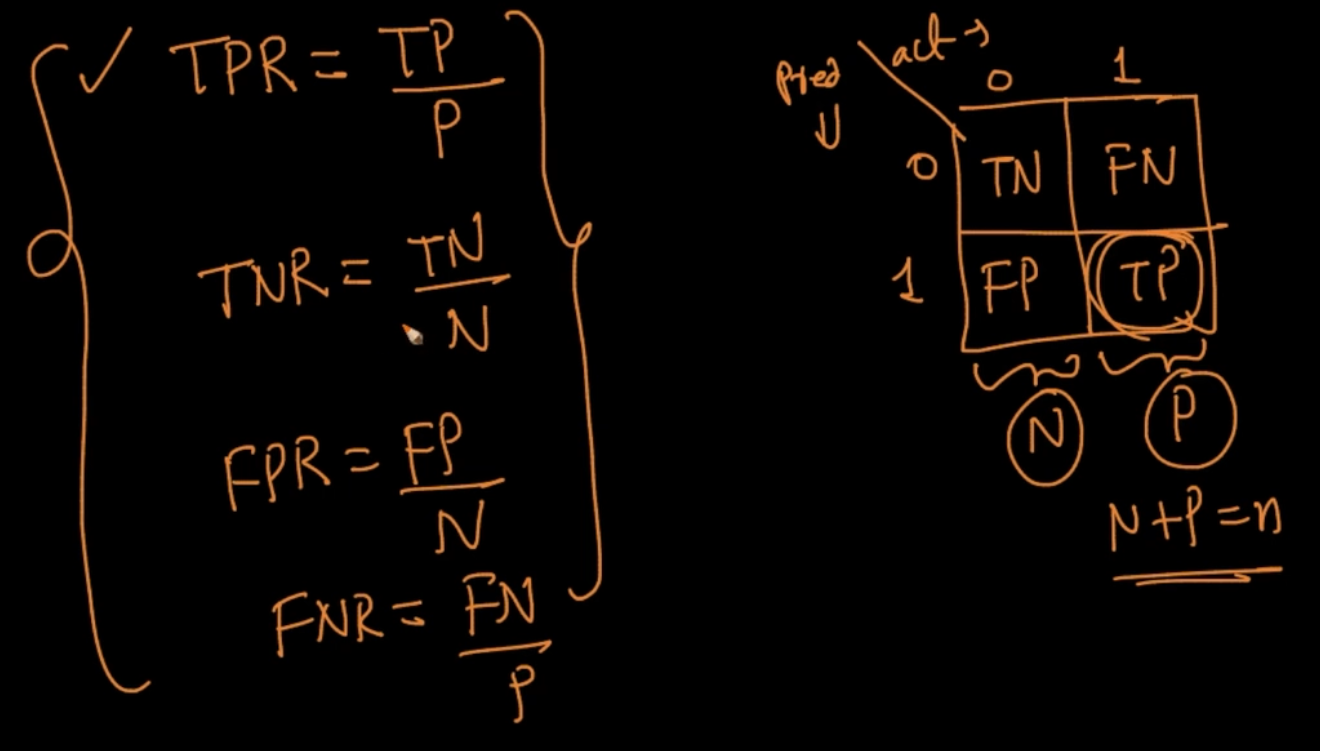 ✓ TPR = TP / P
TNR = TN / N
FPR = FP / N
FNR = FN / P
pred ↓ act →
0 1
0 TN FN
1 FP TP
N P
N+P=n